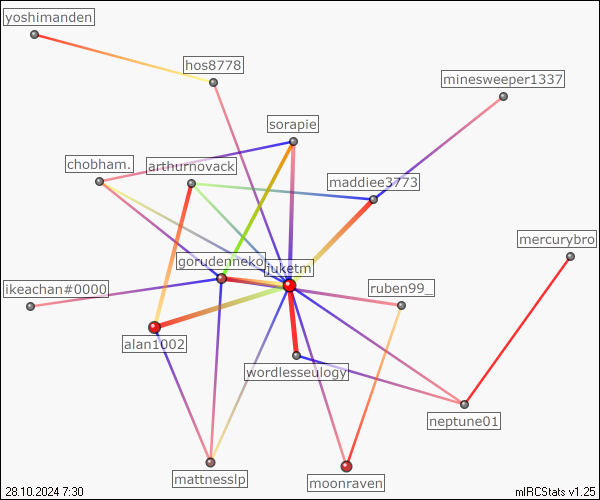 yoshimanden
hos8778
minesweeper1337
sorapie
chobham.
arthurnovack
maddiee3773
mercurybro
gorudenneko
juketm
ikeachan#0000
ruben99_
alan1002
wordlesseulogy
neptune01
mattnesslp
moonraven
28.10.2024 7:30
mIRCStats v1.25